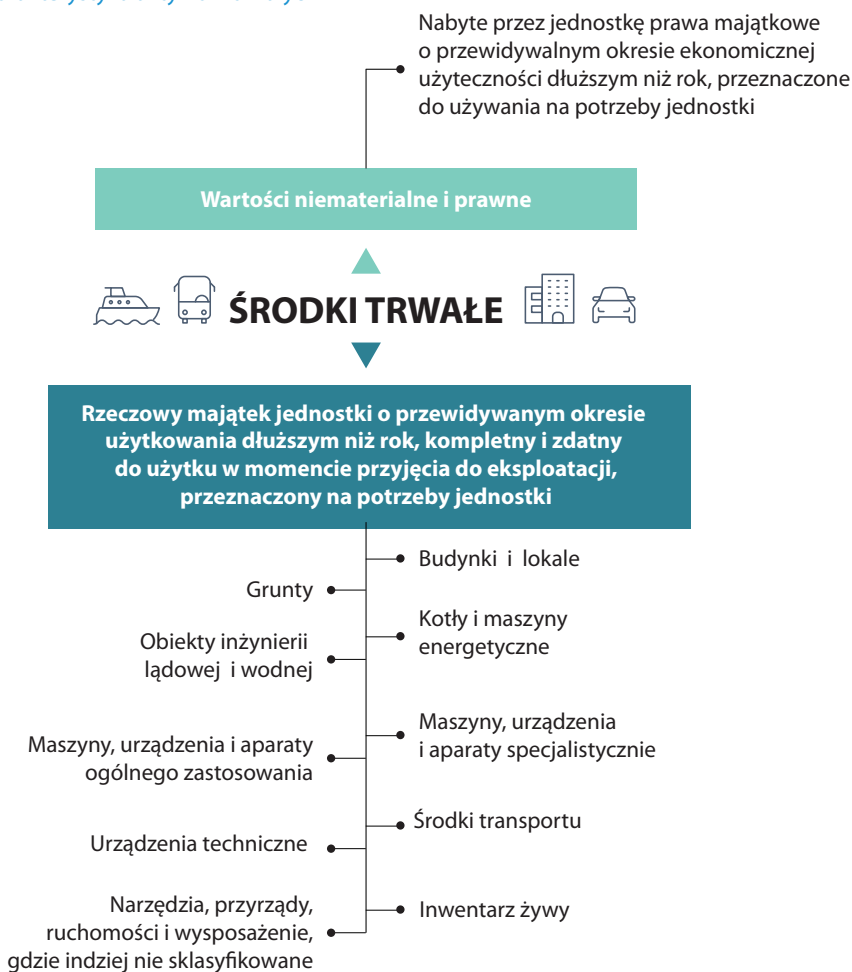 Nabyte przez jednostkę prawa majątkowe
o przewidywalnym okresie ekonomicznej
użyteczności dłuższym niż rok, przeznaczone
do używania na potrzeby jednostki
Wartości niematerialne i prawne
ŚRODKI TRWAŁE
Rzeczowy majątek jednostki o przewidywanym okresie
użytkowania dłuższym niż rok, kompletny i zdatny
do użytku w momencie przyjęcia do eksploatacji,
przeznaczony na potrzeby jednostki
Budynki i lokale
Grunty
Kotły i maszyny
energetyczne
Obiekty inżynierii
lądowej i wodnej
Maszyny, urządzenia
i aparaty specjalistycznie
Maszyny, urządzenia i aparaty
ogólnego zastosowania
Środki transportu
Urządzenia techniczne
Inwentarz żywy
Narzędzia, przyrządy,
ruchomości i wysposażenie,
gdzie indziej nie sklasyfikowane